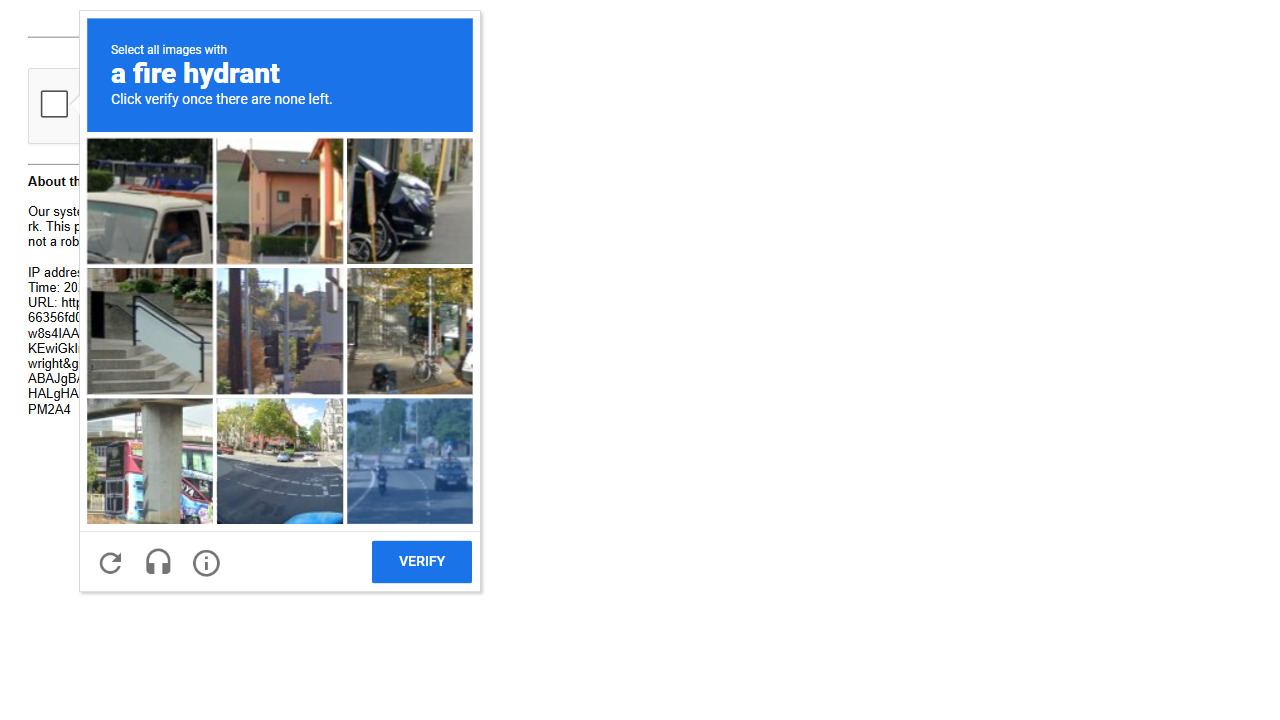 Select all images with
a fire hydrant
Click verify once there are none left.
About th
Our syste
rk. This p
not a rob
IP addres
Time: 20
URL: http
66356fd0
w8s4IAA
KEwiGkIn
wright&g
ABAJgBA
HALgHA
PM2A4
VERIFY